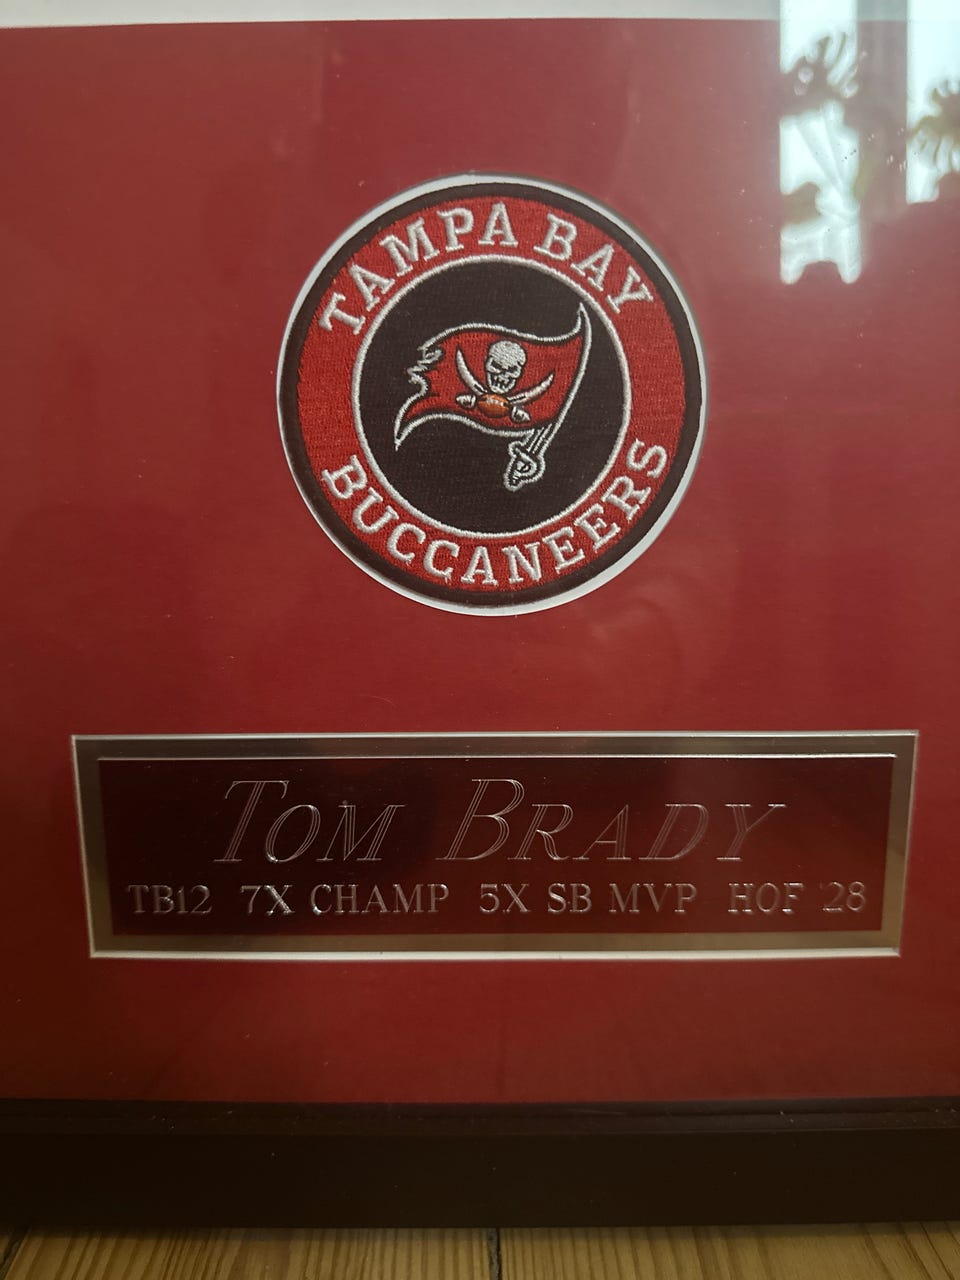 TAMPA BAY
BUCCANEERS
TOM BRADY
TB12 7X CHAMP 5X SB MVP HOF '28